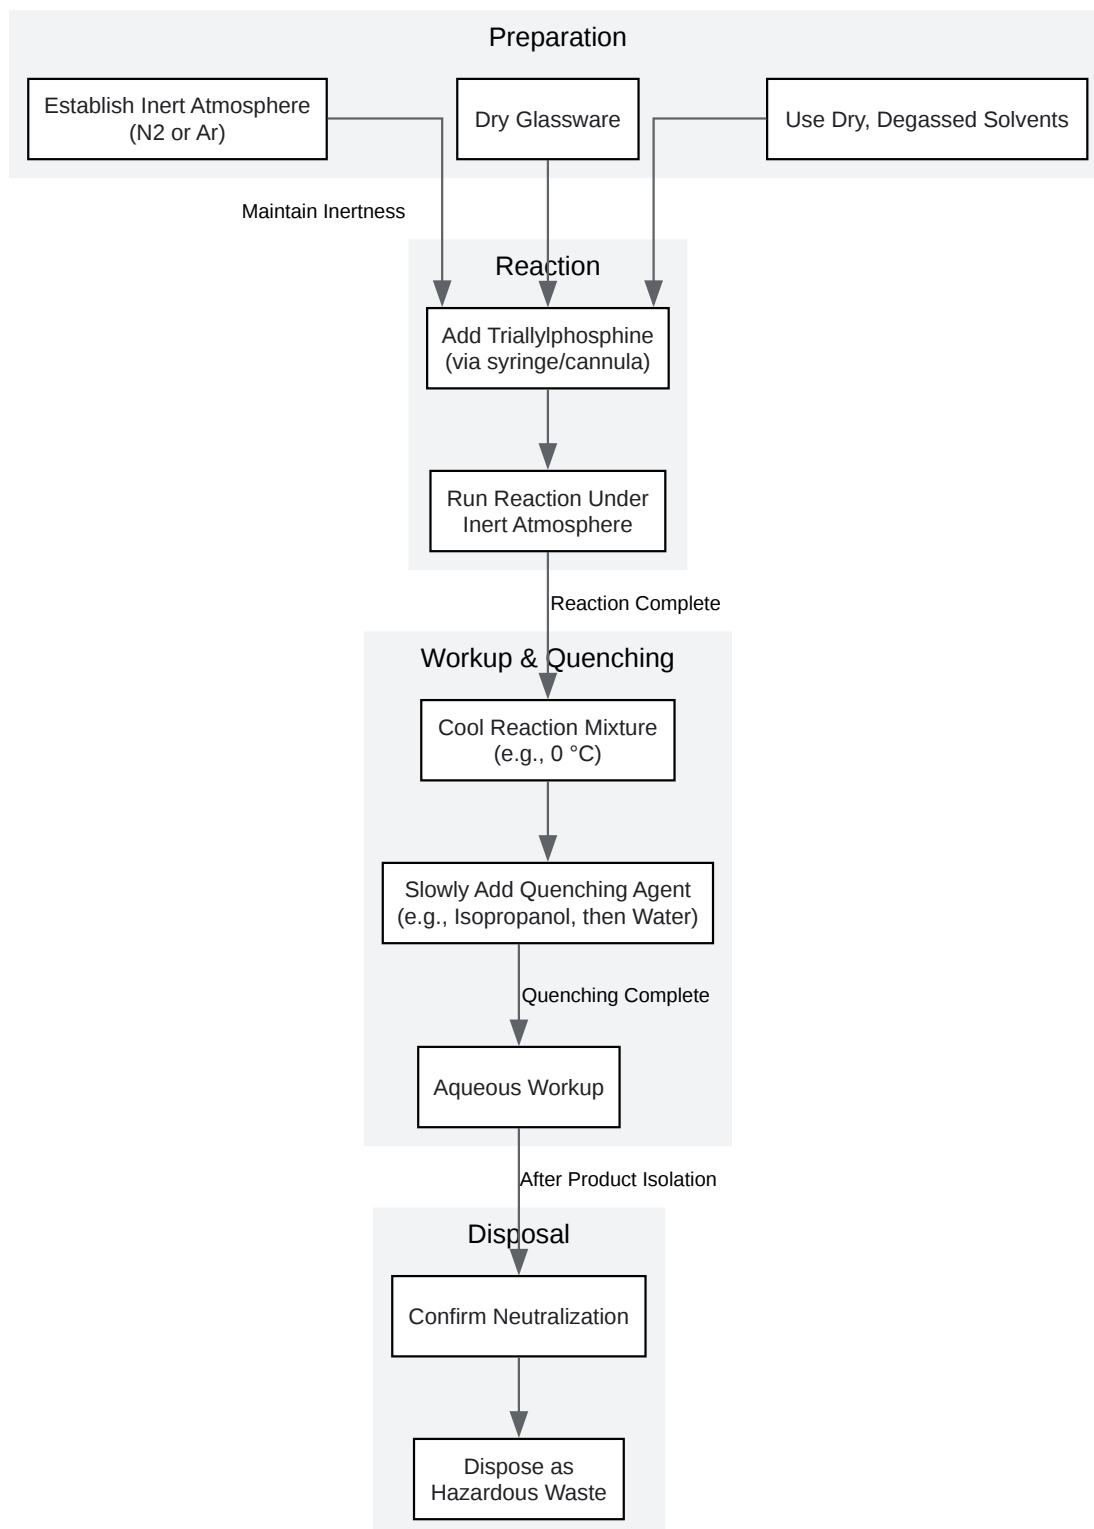 Preparation
Establish Inert Atmosphere
(N2 or Ar)
Dry Glassware
Use Dry, Degassed Solvents
Maintain Inertness
Reaction
Add Triallylphosphine
(via syringe/cannula)
Run Reaction Under
Inert Atmosphere
Reaction Complete
Workup & Quenching
Cool Reaction Mixture
(e.g., 0 °C)
Slowly Add Quenching Agent
(e.g., Isopropanol, then Water)
Quenching Complete
Aqueous Workup
After Product Isolation
Disposal
Confirm Neutralization
Dispose as
Hazardous Waste